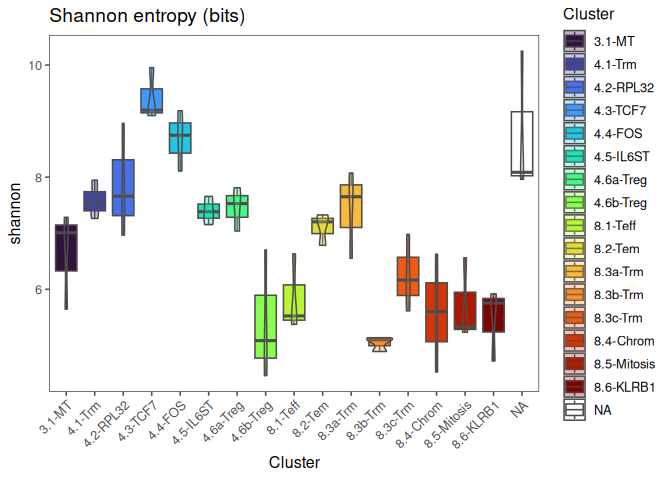 Shannon entropy (bits)
Cluster
10
8
6
shannon
3.1-MT
4.1-Trm
4.2-RPL32
4.3-TCF7
4.4-FOS
4.5-IL6ST
4.6a-Treg
4.6b-Treg
8.1-Teff
8.2-Tem
8.3a-Trm
8.3b-Trm
8.3c-Trm
8.4-Chrom
8.5-Mitosis
8.6-KLRB1
NA
Cluster
3.1-MT
4.1-Trm
4.2-RPL32
4.3-TCF7
4.4-FOS
4.5-IL6ST
4.6a-Treg
4.6b-Treg
8.1-Teff
8.2-Tem
8.3a-Trm
8.3b-Trm
8.3c-Trm
8.4-Chrom
8.5-Mitosis
8.6-KLRB1
NA